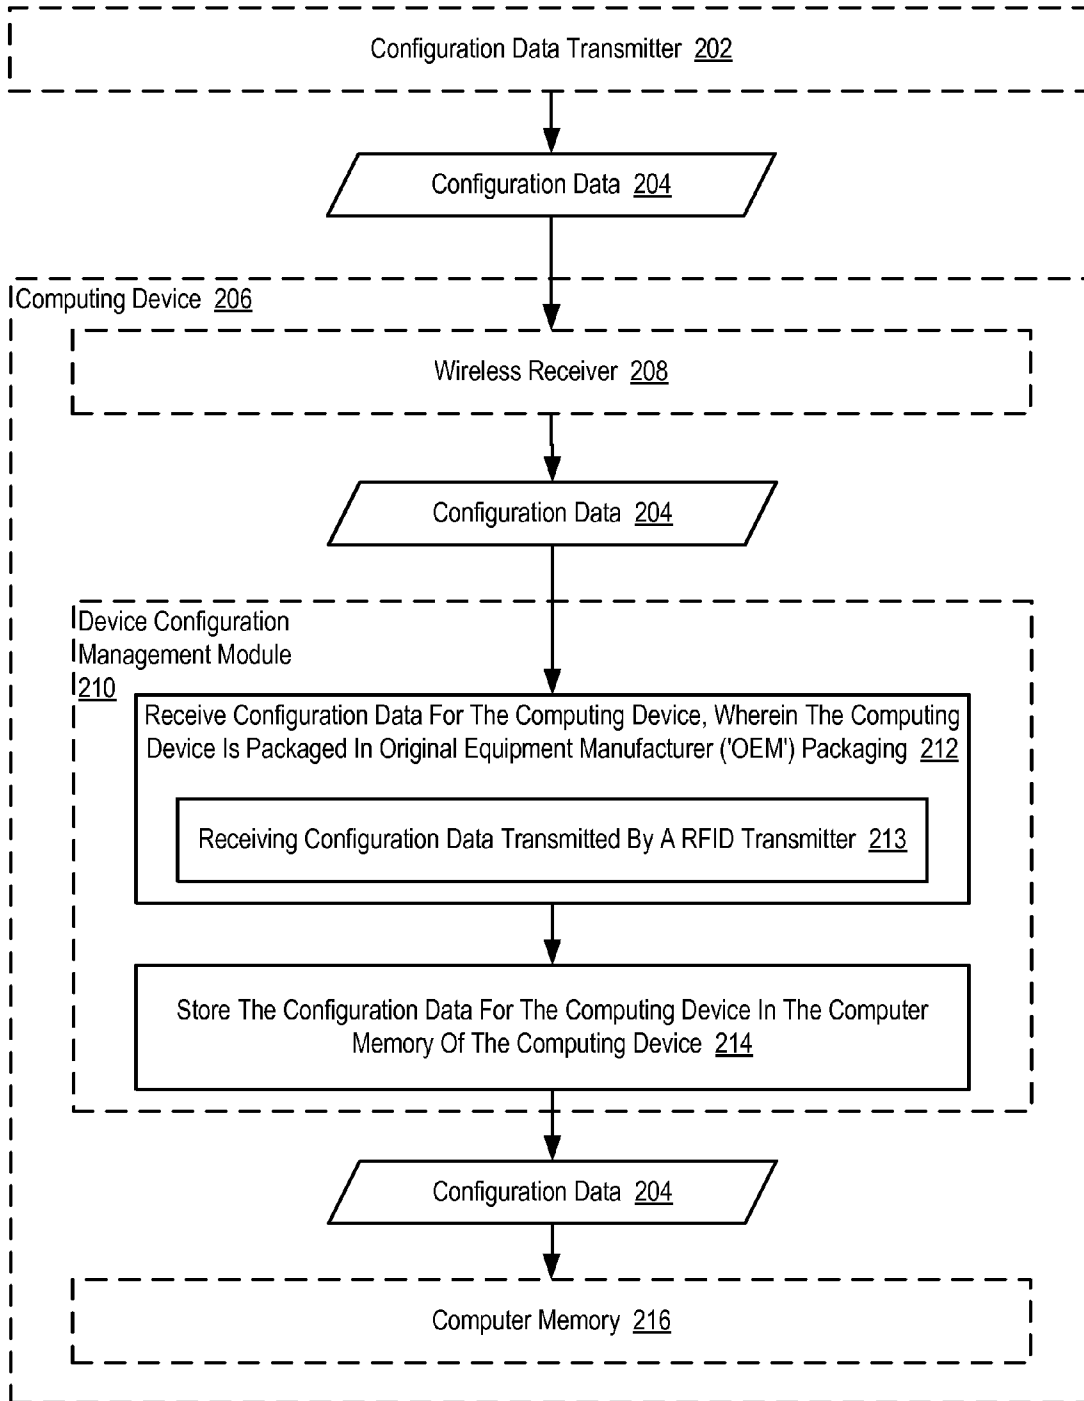 Configuration Data Transmitter 202
Configuration Data 204
Computing Device 206
Wireless Receiver 208
Configuration Data 204
Device Configuration
Management Module
210
Receive Configuration Data For The Computing Device, Wherein The Computing
Device Is Packaged In Original Equipment Manufacturer ('OEM') Packaging 212
Receiving Configuration Data Transmitted By A RFID Transmitter 213
Store The Configuration Data For The Computing Device In The Computer
Memory Of The Computing Device 214
Configuration Data 204
Computer Memory 216